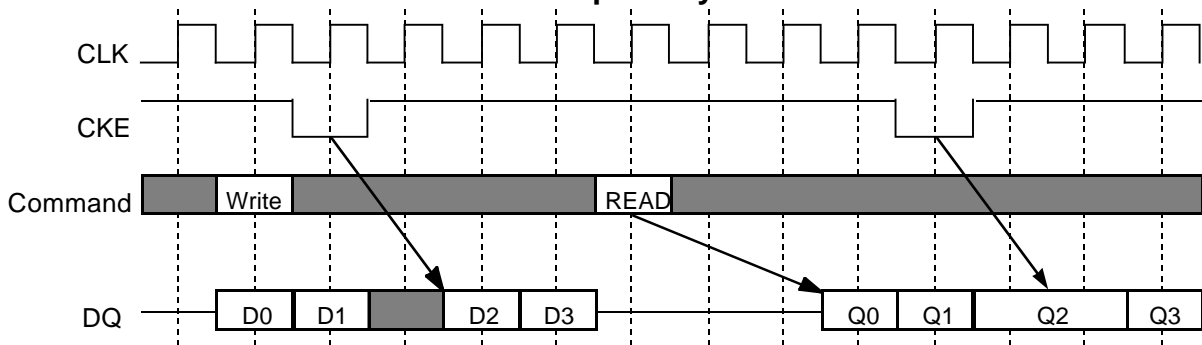 CLK
CKE
Command Write READ
DQ D0 D1 D2 D3 Q0 Q1 Q2 Q3